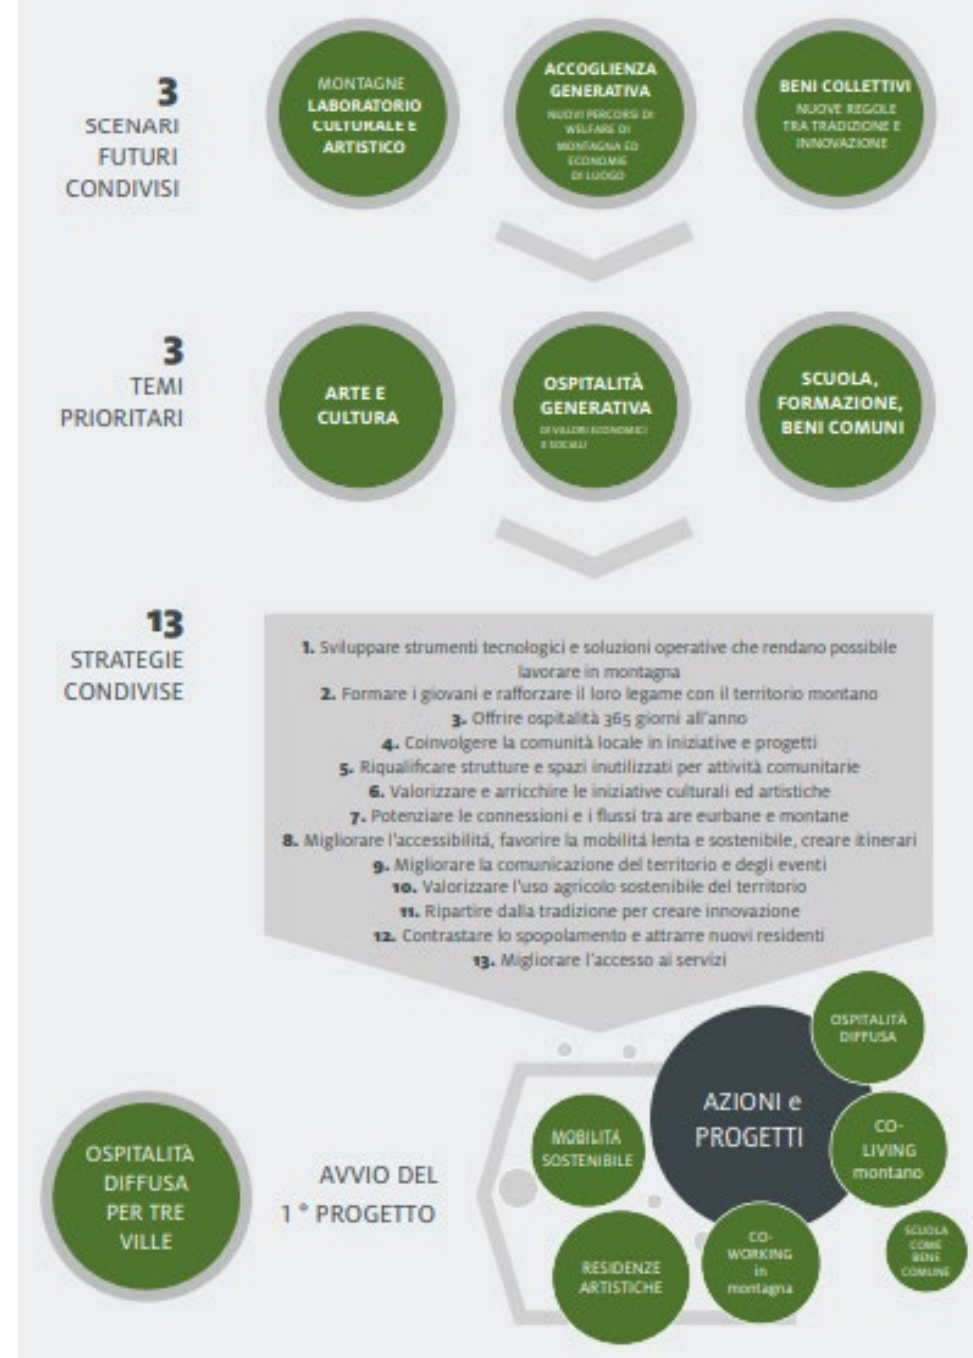 3
SCENARI
FUTURI
CONDIVISI
MONTAGNE
LABORATORIO
CULTURALE E
ARTISTICO
ACCOGLIENZA
GENERATIVA
NUOVI PERCORSI DI
WELFARE DI
MONTAGNA ED
ECONOMIE
DI LUOGO
BENI COLLETTIVI
NUOVE REGOLE
TRA TRADIZIONE E
INNOVAZIONE
3
TEMI
PRIORITARI
ARTE E
CULTURA
OSPITALITÀ
GENERATIVA
DI VALORI ECONOMICI
E SOCIALI
SCUOLA,
FORMAZIONE,
BENI COMUNI
13
STRATEGIE
CONDIVISE
1. Sviluppare strumenti tecnologici e soluzioni operative che rendano possibile
lavorare in montagna
2. Formare i giovani e rafforzare il loro legame con il territorio montano
3. Offrire ospitalità 365 giorni all'anno
4. Coinvolgere la comunità locale in iniziative e progetti
5. Riqualificare strutture e spazi inutilizzati per attività comunitarie
6. Valorizzare e arricchire le iniziative culturali ed artistiche
7. Potenziare le connessioni e i flussi tra are eurbane e montane
8. Migliorare l'accessibilitá, favorire la mobilitá lenta e sostenibile, creare itinerari
9. Migliorare la comunicazione del territorio e degli eventi
10. Valorizzare l'uso agricolo sostenibile del territorio
11. Ripartire dalla tradizione per creare innovazione
12. Contrastare lo spopolamento e attrarre nuovi residenti
13. Migliorare l'accesso ai servizi
OSPITALITÀ
DIFFUSA
PER TRE
VILLE
AVVIO DEL
1° PROGETTO
AZIONI e
PROGETTI
OSPITALITÀ
DIFFUSA
CO-
LIVING
montano
SCUOLA
COME
BENE
COMUNE
CO-
WORKING
in
montagna
RESIDENZE
ARTISTICHE
MOBILITÀ
SOSTENIBILE